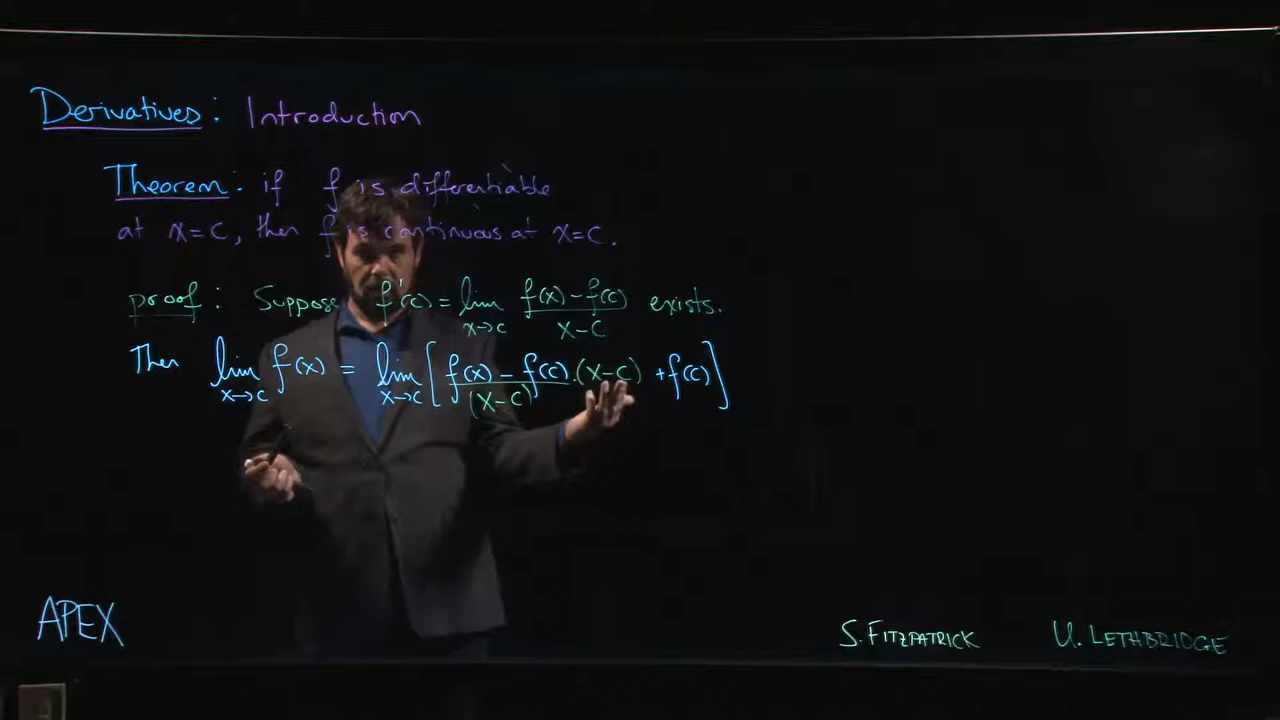 Derivatives: Introduction
Theorem: if f is differentiable
at x=c, then f is continuous at x=c.
proof: Suppose f'(c) = lim x→c f(x)-f(c) / x-c exists.
Then lim x→c f(x) = lim x→c [ f(x)-f(c) / (x-c) · (x-c) + f(c) ]
APEX
S. FITZPATRICK U. LETHBRIDGE